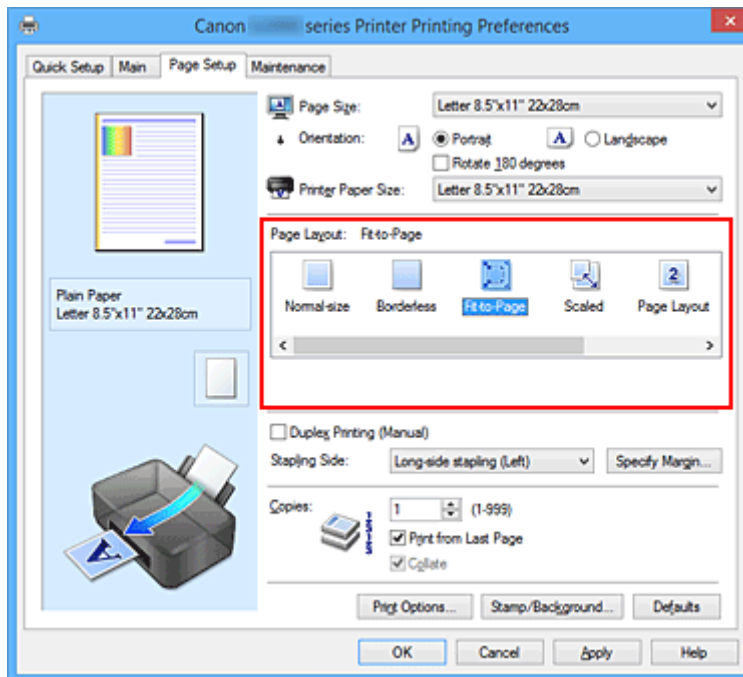 Canon series Printer Printing Preferences
Quick Setup Main Page Setup Maintenance
Page Size: Letter 8.5"x11" 22x28cm
Orientation: A Portrait A Landscape
Rotate 180 degrees
Printer Paper Size: Letter 8.5"x11" 22x28cm
Page Layout: Fit-to-Page
Normal-size Borderless Fit-to-Page Scaled Page Layout
2
Plain Paper
Letter 8.5"x11" 22x28cm
Duplex Printing (Manual)
Stapling Side: Long-side stapling (Left) Specify Margin...
Copies: 1 (1-999)
Print from Last Page
Collate
A
Print Options... Stamp/Background... Defaults
OK Cancel Apply Help